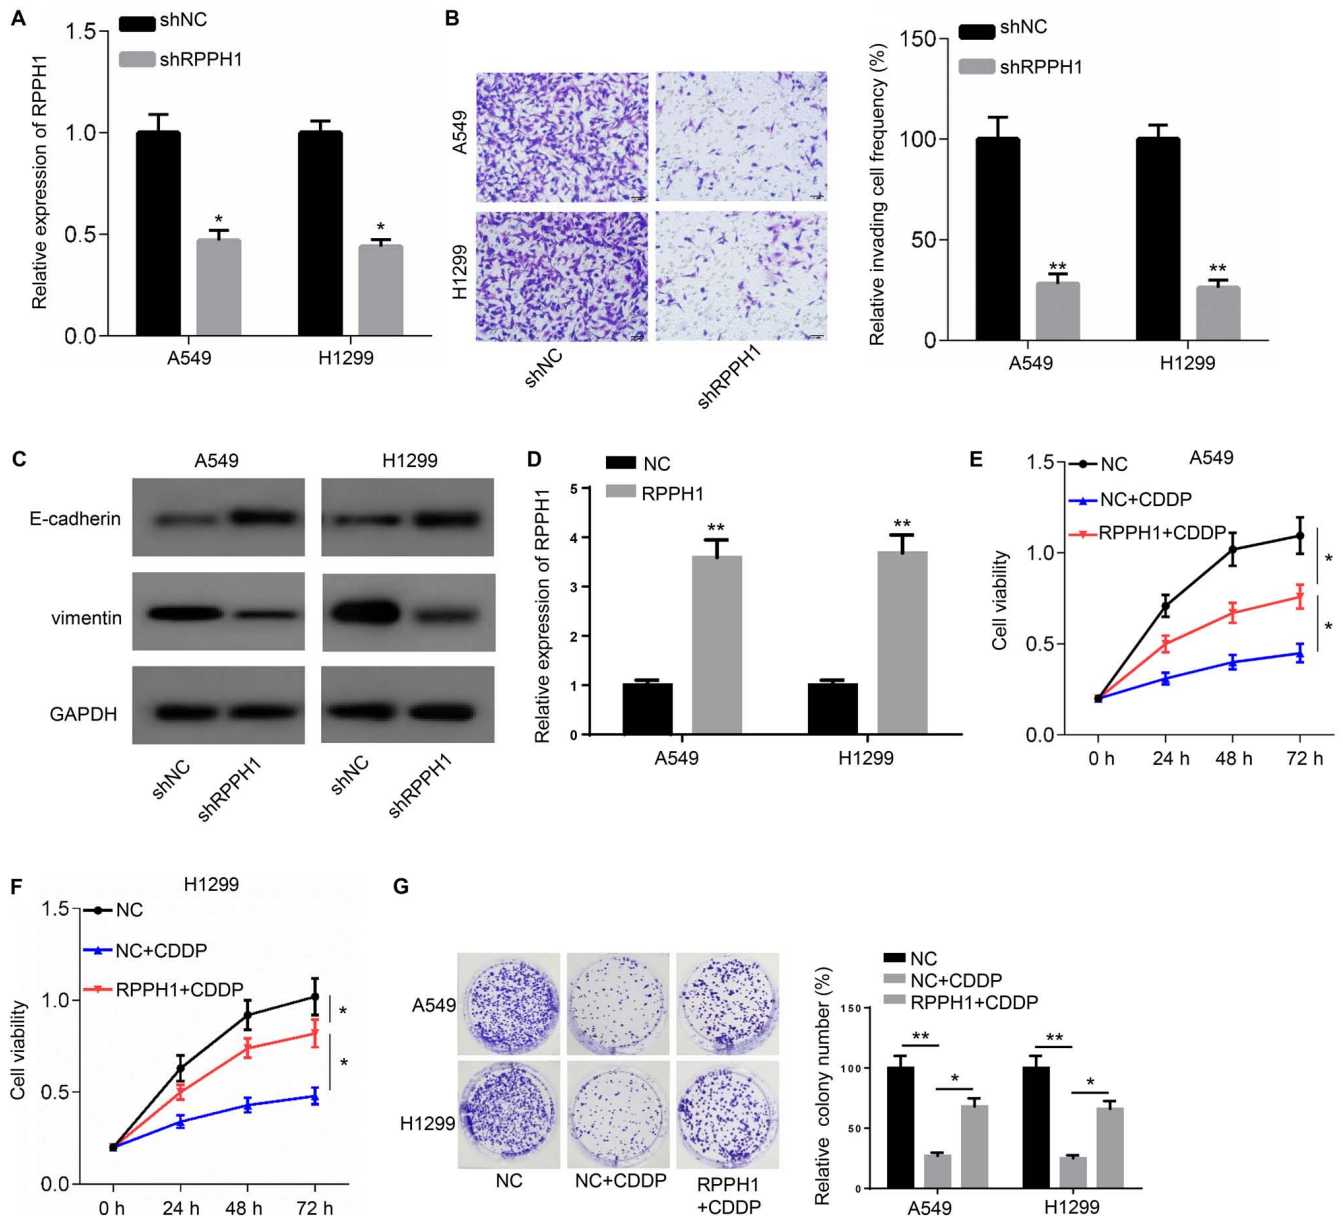 A
Relative expression of RPPH1
1.5
1.0
0.5
0.0
shNC
shRPPH1
*
*
A549
H1299
B
A549
H1299
shNC
shRPPH1
Relative invading cell frequency (%)
150
100
50
0
shNC
shRPPH1
**
**
A549
H1299
C
A549
H1299
E-cadherin
vimentin
GAPDH
shNC
shRPPH1
shNC
shRPPH1
D
NC
RPPH1
Relative expression of RPPH1
5
4
3
2
1
0
**
**
A549
H1299
E
A549
Cell viability
1.5
1.0
0.5
0.0
NC
NC+CDDP
RPPH1+CDDP
*
*
0 h
24 h
48 h
72 h
F
H1299
Cell viability
1.5
1.0
0.5
0.0
NC
NC+CDDP
RPPH1+CDDP
*
*
0 h
24 h
48 h
72 h
G
A549
H1299
NC
NC+CDDP
RPPH1
+CDDP
NC
NC+CDDP
RPPH1+CDDP
Relative colony number (%)
150
100
50
0
**
*
**
*
A549
H1299